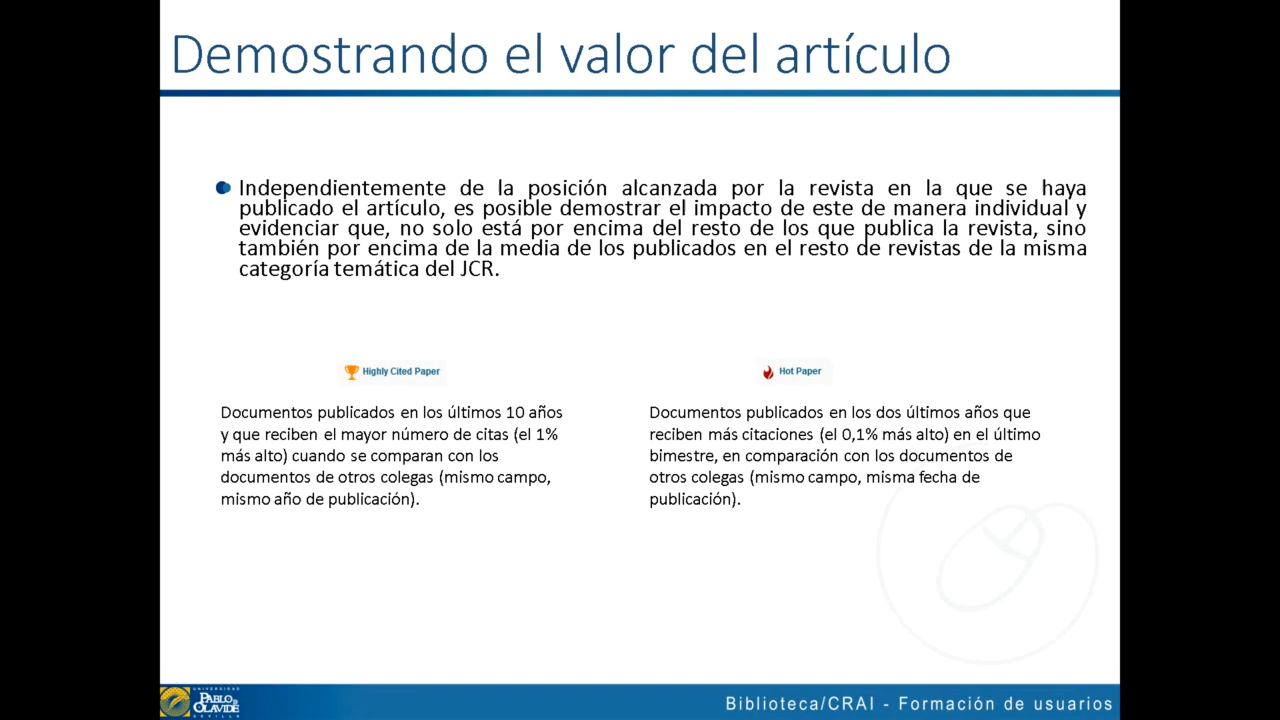 Demostrando el valor del artículo
Independientemente de la posición alcanzada por la revista en la que se haya
publicado el artículo, es posible demostrar el impacto de este de manera individual y
evidenciar que, no solo está por encima del resto de los que publica la revista, sino
también por encima de la media de los publicados en el resto de revistas de la misma
categoría temática del JCR.
Highly Cited Paper
Documentos publicados en los últimos 10 años
y que reciben el mayor número de citas (el 1%
más alto) cuando se comparan con los
documentos de otros colegas (mismo campo,
mismo año de publicación).
Hot Paper
Documentos publicados en los dos últimos años que
reciben más citaciones (el 0,1% más alto) en el último
bimestre, en comparación con los documentos de
otros colegas (mismo campo, misma fecha de
publicación).
UNIVERSIDAD
PABLO DE
OLAVIDE
SEVILLA
Biblioteca/CRAI - Formación de usuarios